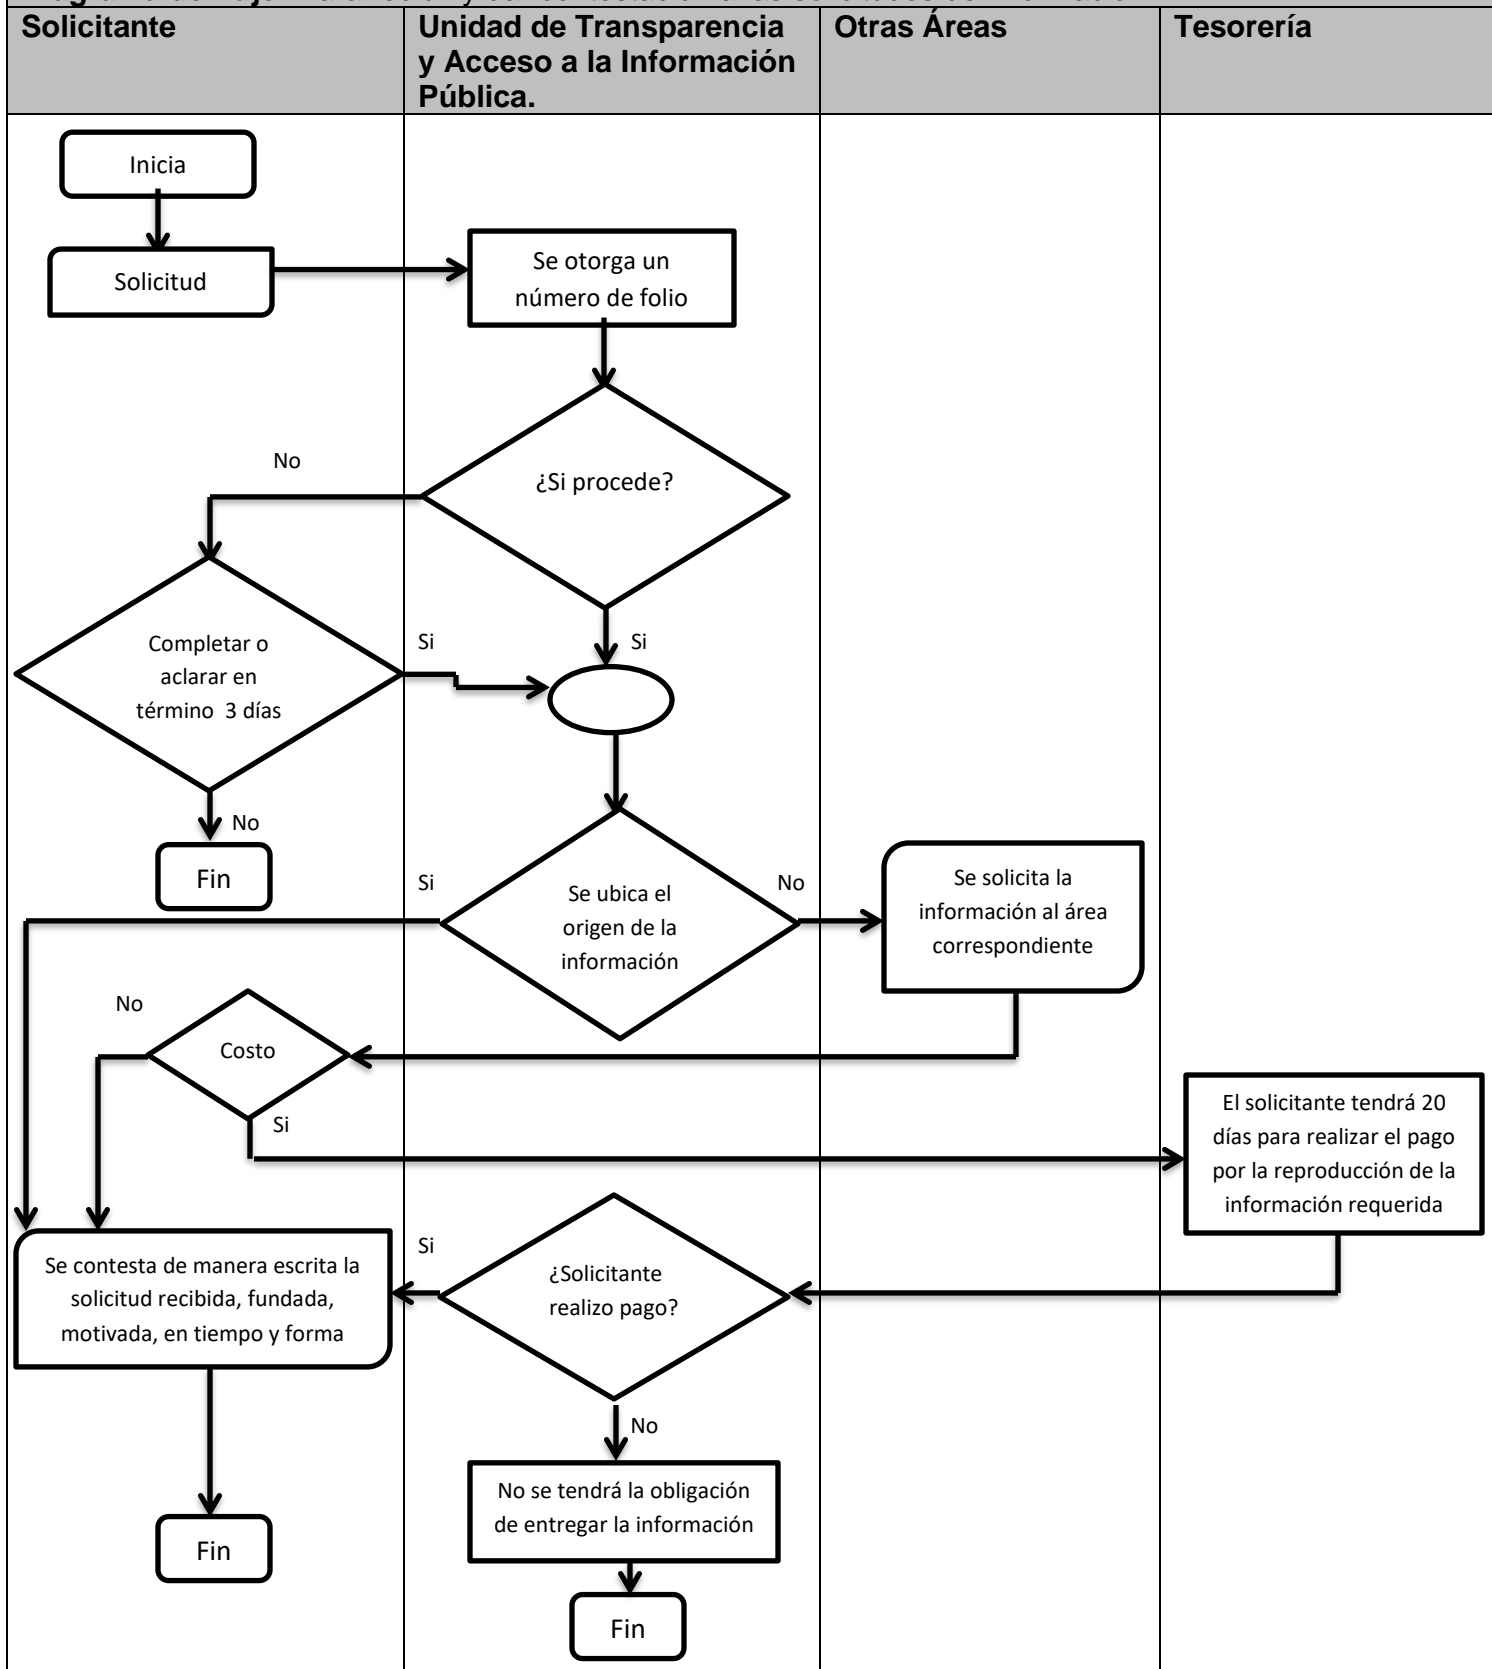 Solicitante
Unidad de Transparencia
y Acceso a la Información
Pública.
Otras Áreas
Tesorería
Inicia
Solicitud
Se otorga un
número de folio
¿Si procede?
No
Si
Completar o
aclarar en
término 3 días
Si
No
Fin
Se ubica el
origen de la
información
Si
No
Se solicita la
información al área
correspondiente
Costo
No
Si
El solicitante tendrá 20
días para realizar el pago
por la reproducción de la
información requerida
¿Solicitante
realizo pago?
Si
No
Se contesta de manera escrita la
solicitud recibida, fundada,
motivada, en tiempo y forma
Fin
No se tendrá la obligación
de entregar la información
Fin